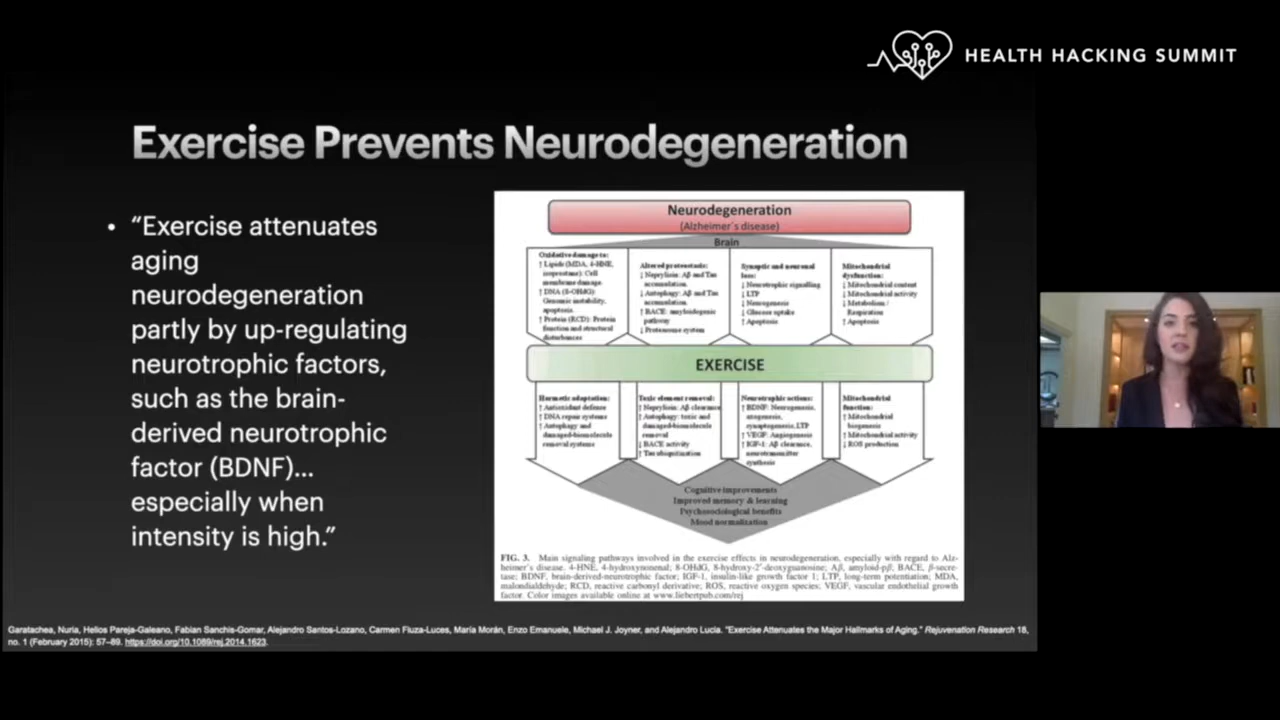 HEALTH HACKING SUMMIT
Exercise Prevents Neurodegeneration
• “Exercise attenuates
aging
neurodegeneration
partly by up-regulating
neurotrophic factors,
such as the brain-
derived neurotrophic
factor (BDNF)...
especially when
intensity is high.”
Neurodegeneration
(Alzheimer´s disease)
Brain
Oxidative damage to:
↑ Lipids (MDA, 4-HNE,
isoprostane): Cell
membrane damage.
↑ DNA (8-OHdG):
Genomic instability,
apoptosis.
↑ Protein (RCD): Protein
function and structural
disturbances
Altered proteostasis:
↓ Neprilysin: Aβ and Tau
accumulation.
↓ Autophagy: Aβ and Tau
accumulation.
↑ BACE: amyloidogenic
pathway
↓ Proteasome system
Synaptic and neuronal
loss:
↓ Neurotrophic signalling
↓ LTP
↓ Neurogenesis
↓ Glucose uptake
↑ Apoptosis
Mitochondrial
dysfunction:
↓ Mitochondrial content
↓ Mitochondrial activity
↓ Metabolism /
Respiration
↑ Apoptosis
EXERCISE
Hormetic adaptation:
↑ Antioxidant defense
↑ DNA repair systems
↑ Autophagy and
damaged-biomolecule
removal systems
Toxic element removal:
↑ Neprilysin: Aβ clearance
↑ Autophagy: toxic and
damaged-biomolecule
removal
↓ BACE activity
↑ Tau ubiquitization
Neurotrophic actions:
↑ BDNF: Neurogenesis,
axogenesis,
synaptogenesis, LTP
↑ VEGF: Angiogenesis
↑ IGF-1: Aβ clearance,
neurotransmitter
synthesis
Mitochondrial
function:
↑ Mitochondrial
biogenesis
↑ Mitochondrial activity
↓ ROS production
Cognitive improvements
Improved memory & learning
Psychosociological benefits
Mood normalization
FIG. 3. Main signaling pathways involved in the exercise effects in neurodegeneration, especially with regard to Alz-
heimer's disease. 4-HNE, 4-hydroxynonenal; 8-OHdG, 8-hydroxy-2′-deoxyguanosine; Aβ, amyloid-pβ; BACE, β-secre-
tase; BDNF, brain-derived-neurotrophic factor; IGF-1, insulin-like growth factor 1; LTP, long-term potentiation; MDA,
malondialdehyde; RCD, reactive carbonyl derivative; ROS, reactive oxygen species; VEGF, vascular endothelial growth
factor. Color images available online at www.liebertpub.com/rej
Garatachea, Nuria, Helios Pareja-Galeano, Fabian Sanchis-Gomar, Alejandro Santos-Lozano, Carmen Fiuza-Luces, María Morán, Enzo Emanuele, Michael J. Joyner, and Alejandro Lucia. “Exercise Attenuates the Major Hallmarks of Aging.” Rejuvenation Research 18,
no. 1 (February 2015): 57–89. https://doi.org/10.1089/rej.2014.1623.